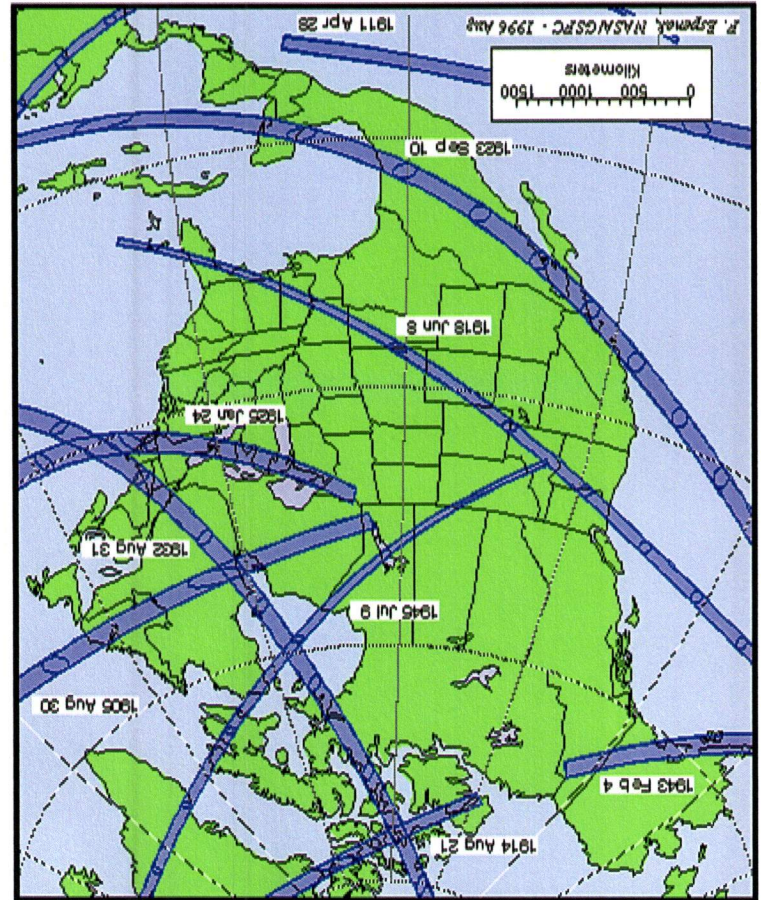 1914 Aug 21
1943 Feb 4
1905 Aug 30
1945 Jul 9
1932 Aug 31
1925 Jan 24
1918 Jun 8
1923 Sep 10
0 500 1000 1500
Kilometers
F. Espenak, NASA/GSFC - 1996 Aug
1911 Apr 28